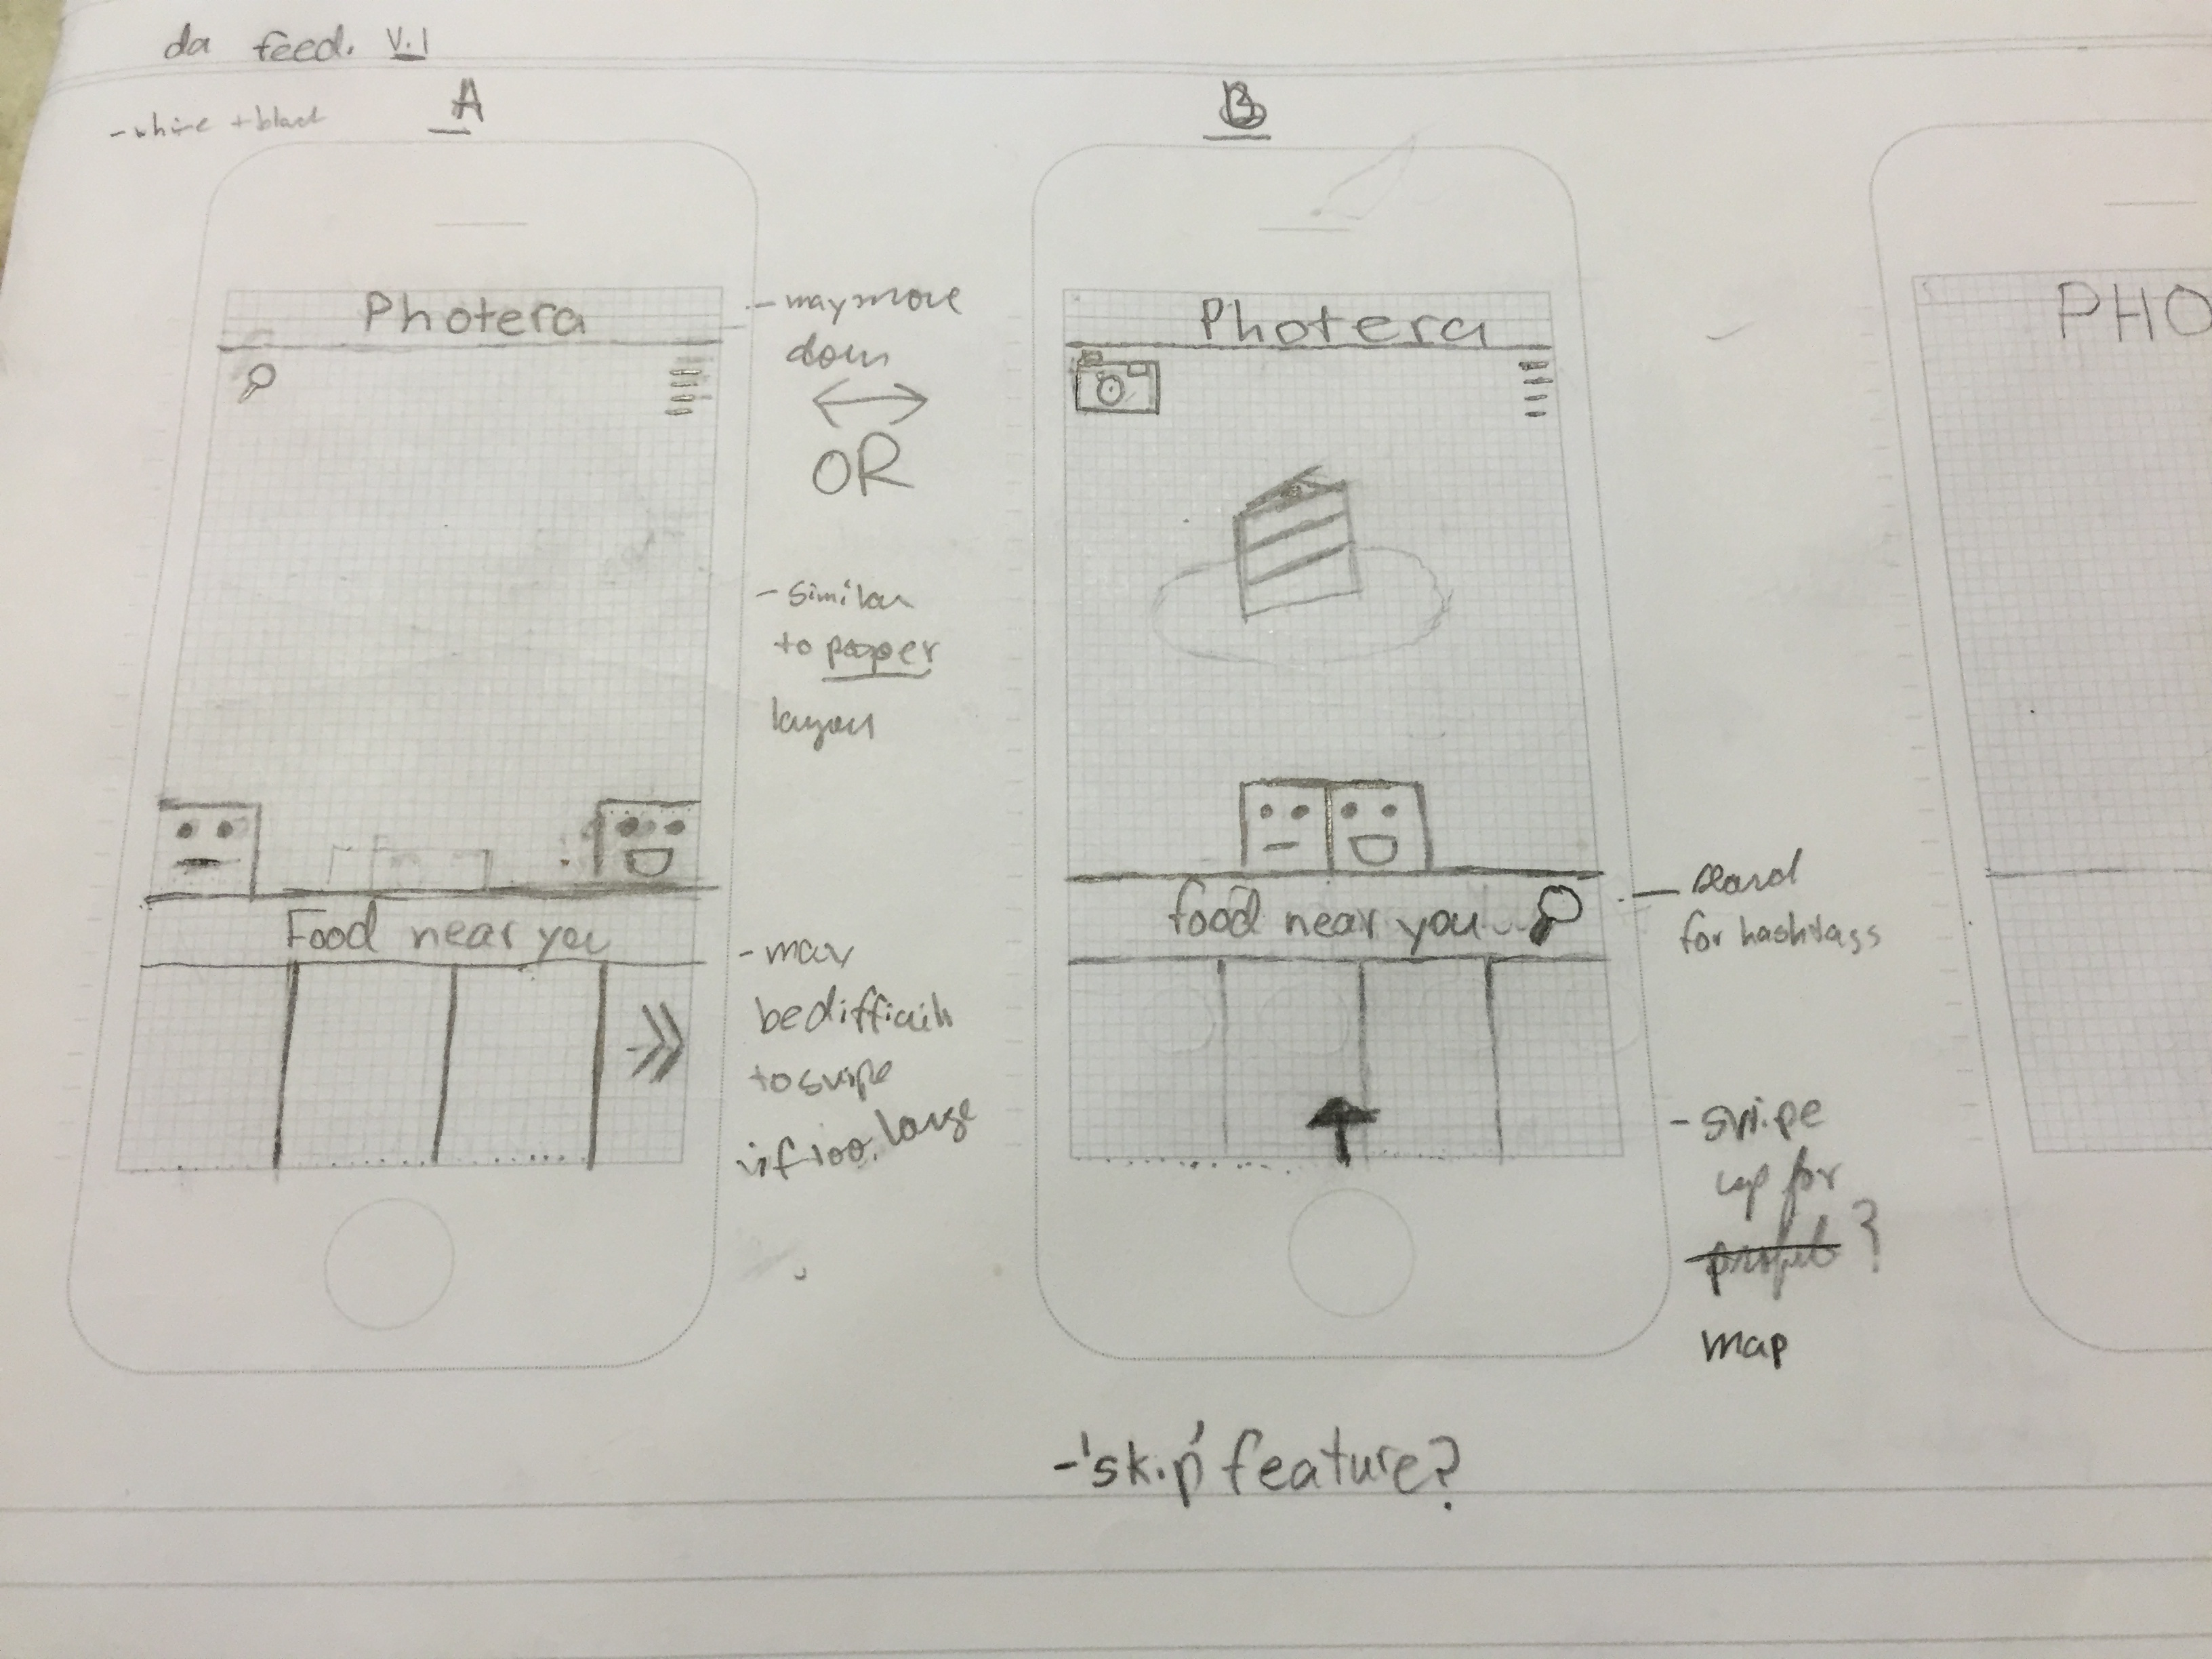 da feed. V.1
A
B
- white + black
Photera
- may move
down
OR
- Similar
to paper
layout
Food near you
- may
be difficult
to swipe
if too large
Photera
food near you
- search
for hashtags
- swipe
up for
?
map
- 'skip' feature?
PHO